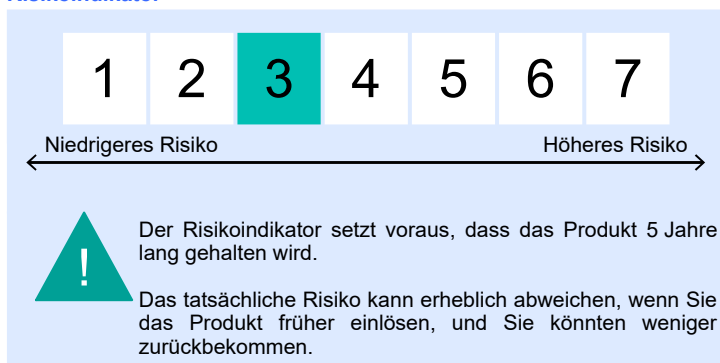 Risikoindikator
1 2 3 4 5 6 7
Niedrigeres Risiko Höheres Risiko
!
Der Risikoindikator setzt voraus, dass das Produkt 5 Jahre
lang gehalten wird.
Das tatsächliche Risiko kann erheblich abweichen, wenn Sie
das Produkt früher einlösen, und Sie könnten weniger
zurückbekommen.